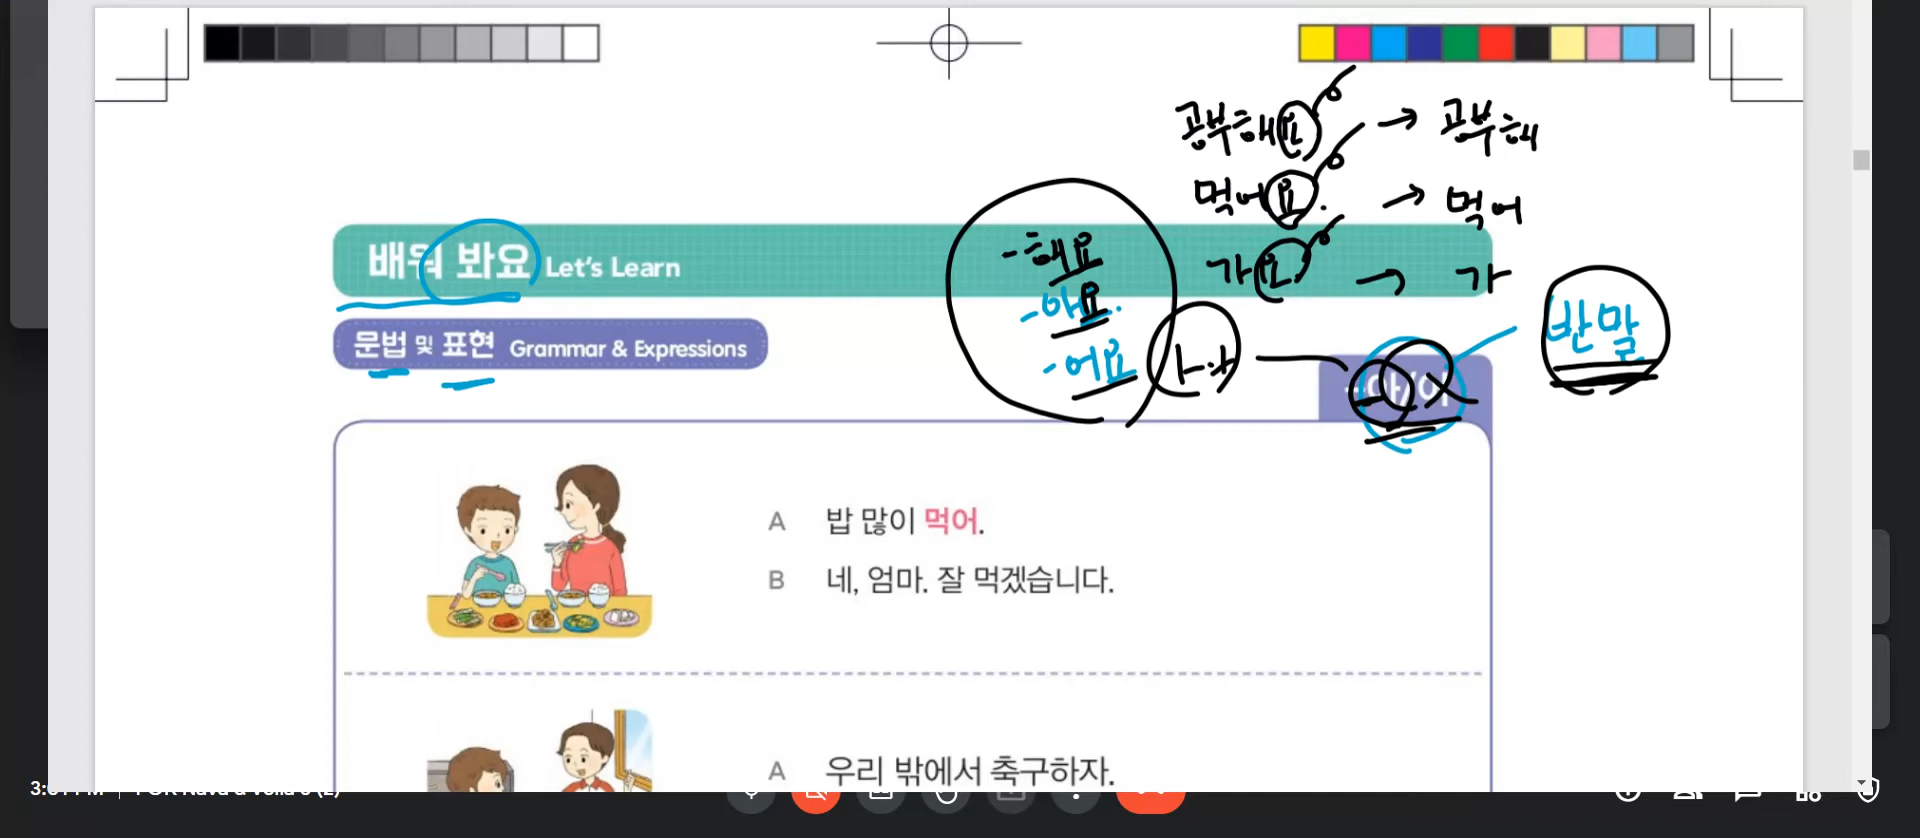 공부해요 → 공부해
먹어요. → 먹어
가요. → 가
배워 봐요 Let's Learn
-해요
-아요.
-어요
반말
문법 및 표현 Grammar & Expressions
ㅏ
-아/어
A 밥 많이 먹어.
B 네, 엄마. 잘 먹겠습니다.
A 우리 밖에서 축구하자.